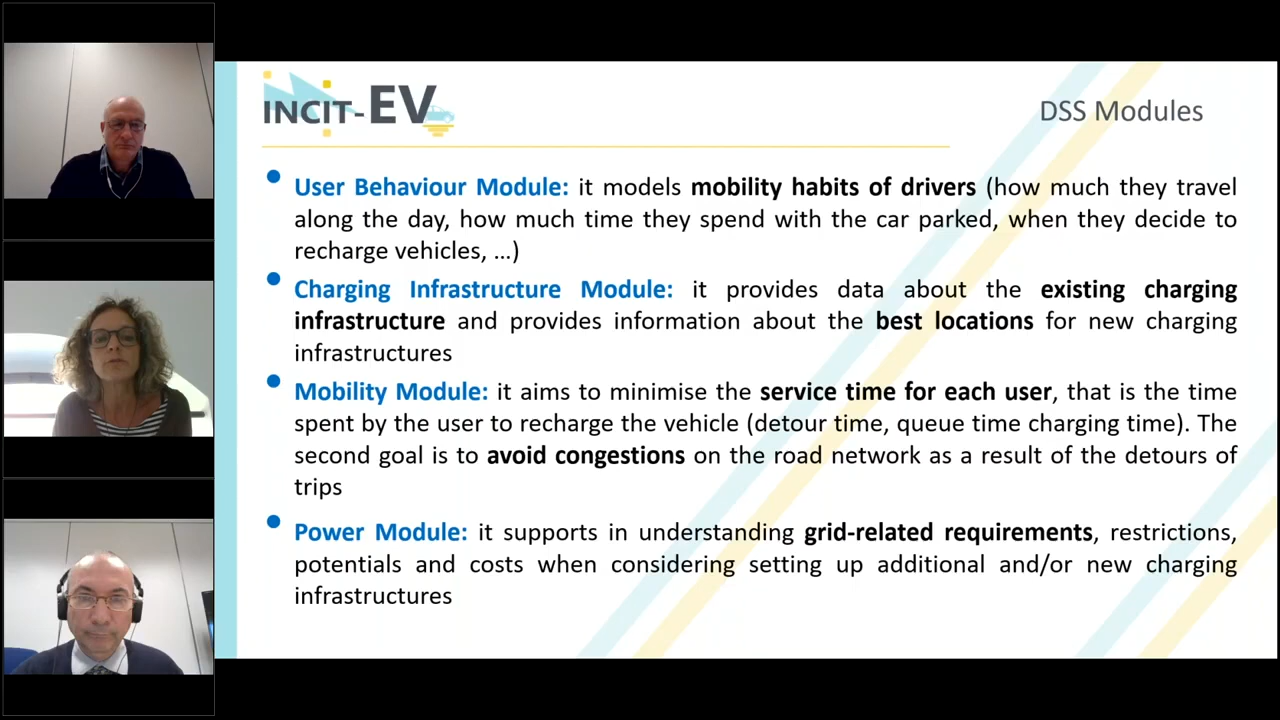 INCIT-EV
DSS Modules
User Behaviour Module: it models mobility habits of drivers (how much they travel
along the day, how much time they spend with the car parked, when they decide to
recharge vehicles, ...)
Charging Infrastructure Module: it provides data about the existing charging
infrastructure and provides information about the best locations for new charging
infrastructures
Mobility Module: it aims to minimise the service time for each user, that is the time
spent by the user to recharge the vehicle (detour time, queue time charging time). The
second goal is to avoid congestions on the road network as a result of the detours of
trips
Power Module: it supports in understanding grid-related requirements, restrictions,
potentials and costs when considering setting up additional and/or new charging
infrastructures